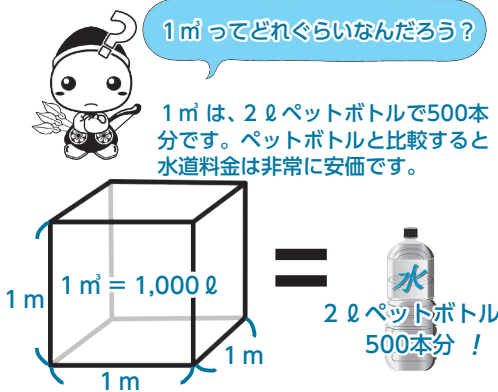 ?
1㎥ってどれぐらいなんだろう？
1㎥は、2ℓペットボトルで500本
分です。ペットボトルと比較すると
水道料金は非常に安価です。
1㎥＝1,000ℓ
1m
1m
1m
＝
水
2ℓペットボトル
500本分！